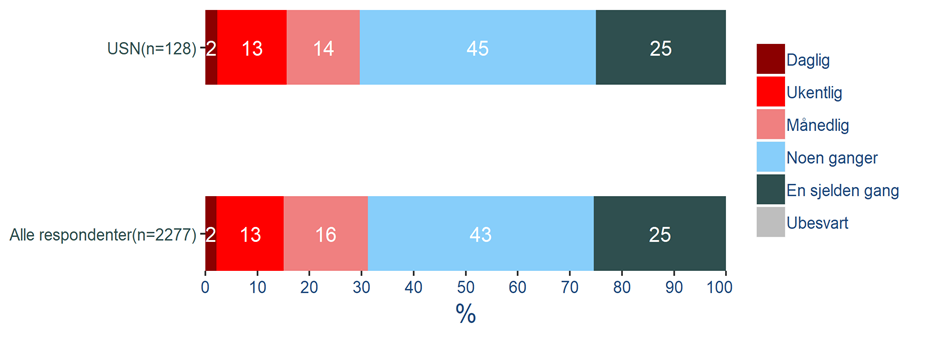 USN(n=128) 2 13 14 45 25
Alle respondenter(n=2277) 2 13 16 43 25
0 10 20 30 40 50 60 70 80 90 100
%
Daglig
Ukentlig
Månedlig
Noen ganger
En sjelden gang
Ubesvart